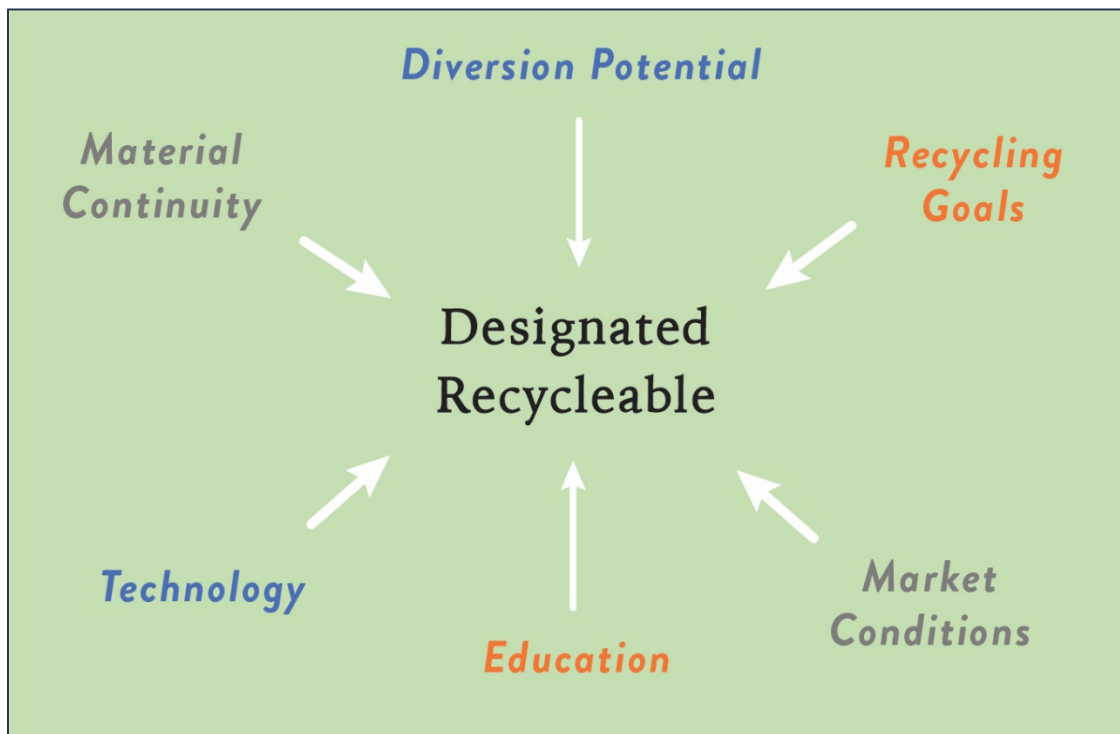 Diversion Potential
Material
Continuity
Recycling
Goals
Designated
Recycleable
Technology
Education
Market
Conditions